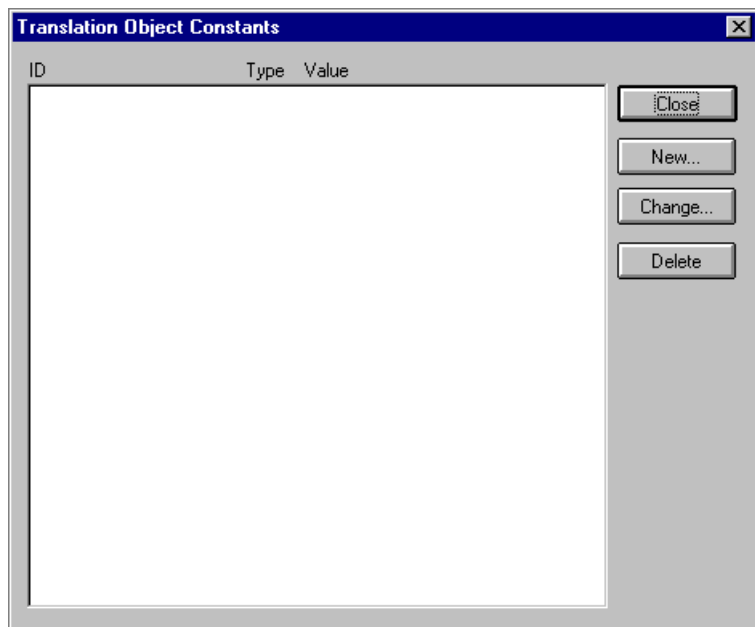 Translation Object Constants
ID Type Value
Close
New...
Change...
Delete